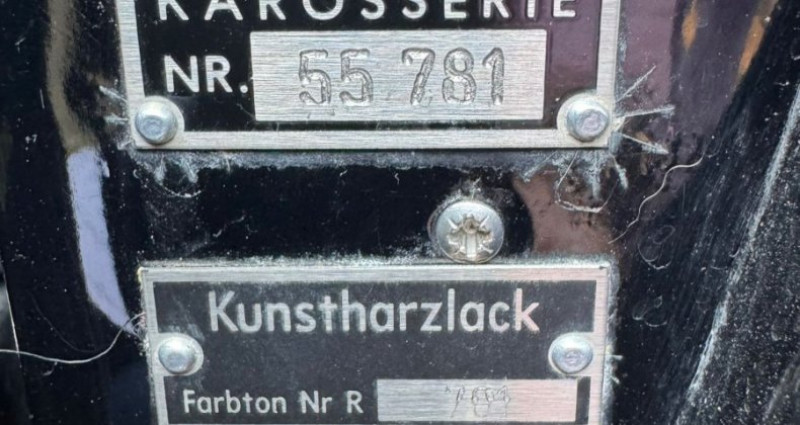 KAROSSERIE
NR. 55 781
Kunstharzlack
Farbton Nr R